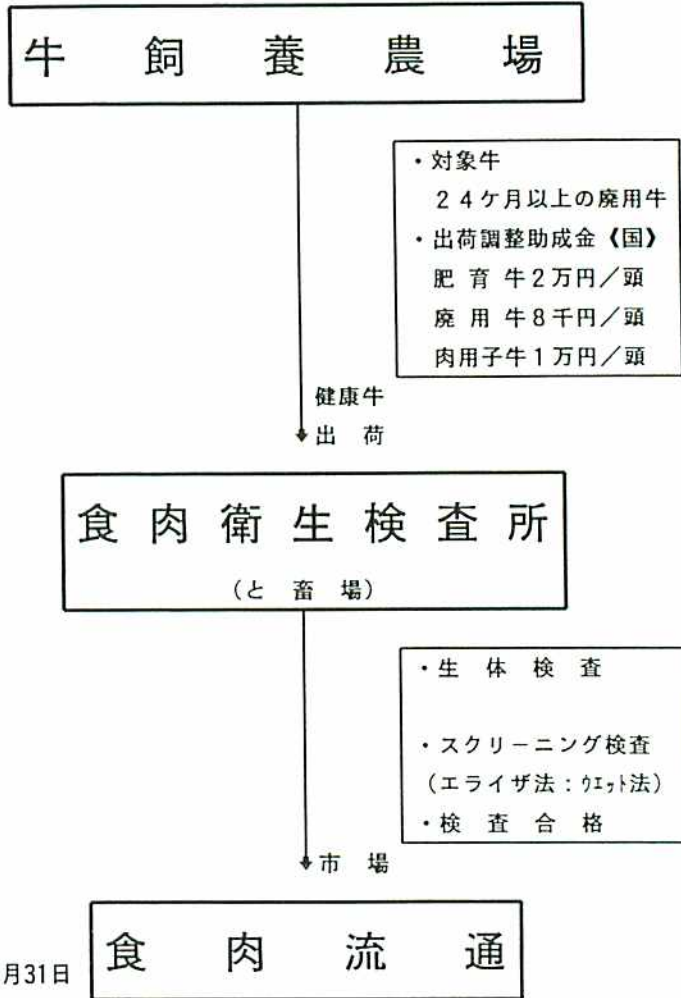 牛飼養農場
・対象牛
24ケ月以上の廃用牛
・出荷調整助成金《国》
肥育牛2万円／頭
廃用牛8千円／頭
肉用子牛1万円／頭
健康牛
出荷
食肉衛生検査所
(と畜場)
・生体検査
・スクリーニング検査
(エライザ法：ウエット法)
・検査合格
市場
食肉流通
月31日